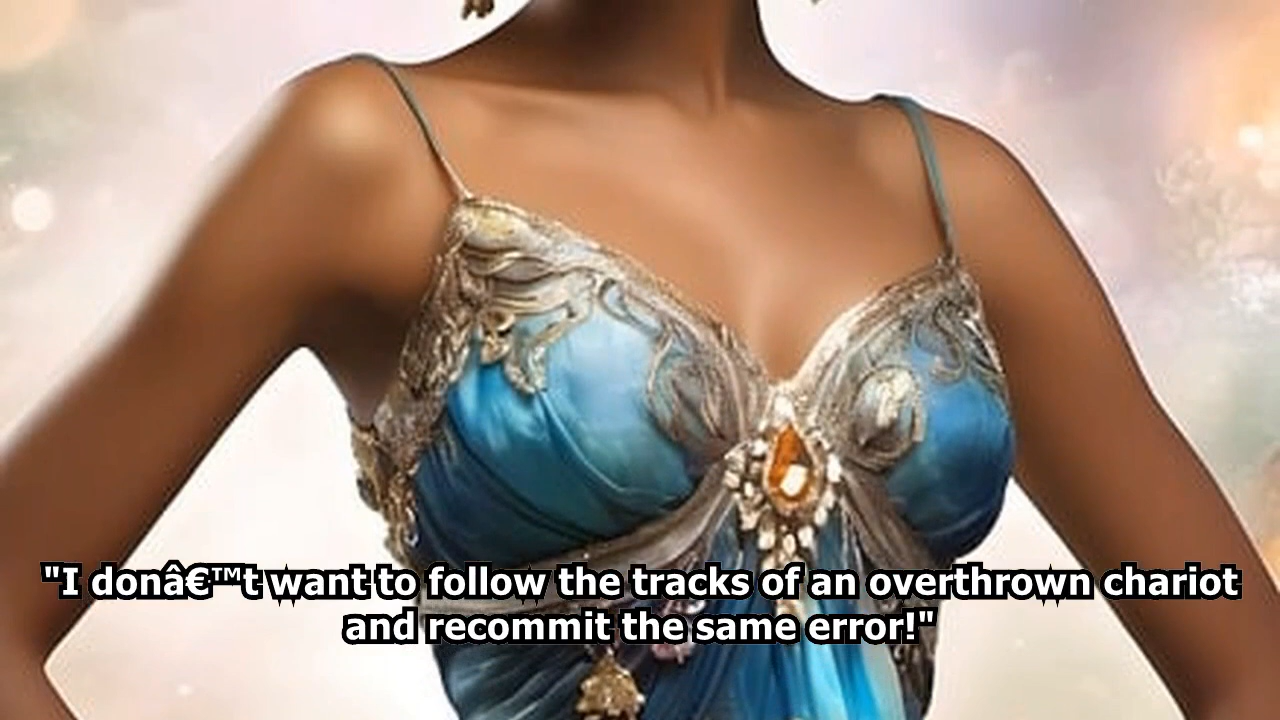 "I donâ€™t want to follow the tracks of an overthrown chariot
and recommit the same error!"